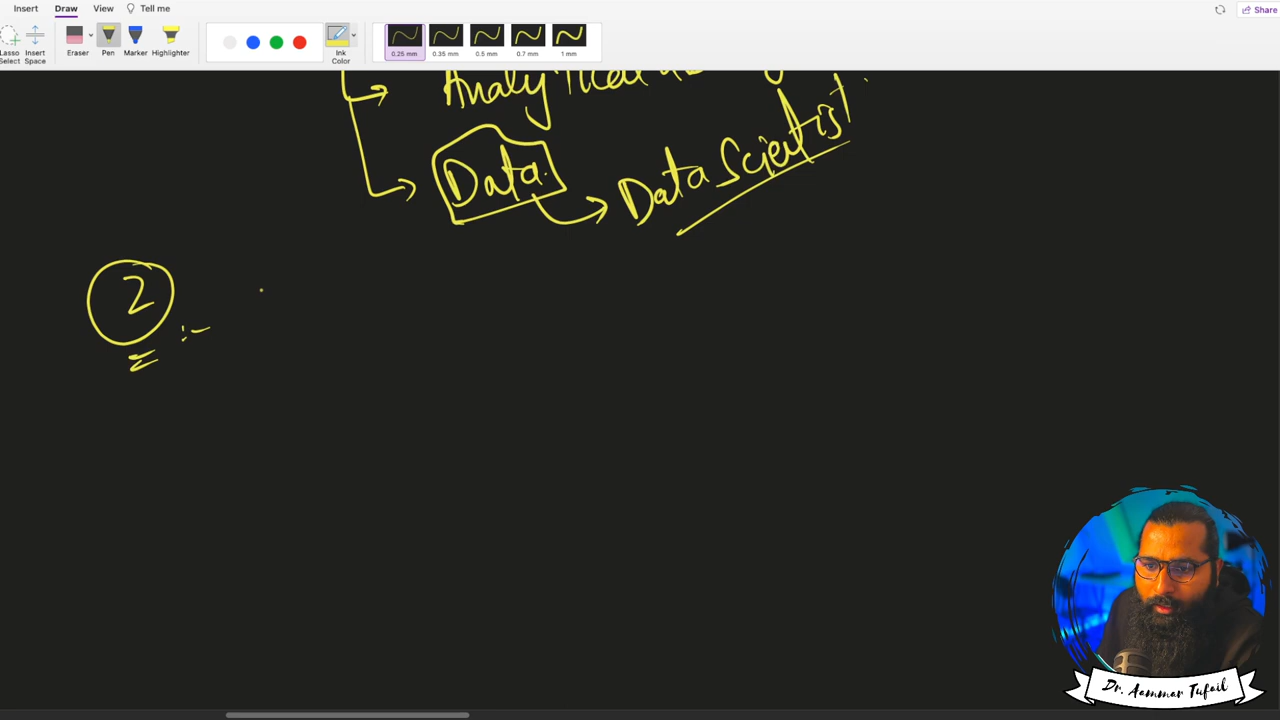 Insert Draw View Tell me
Share
Lasso Select
Insert Space
Eraser
Pen
Marker
Highlighter
Ink Color
0.25 mm
0.35 mm
0.5 mm
0.7 mm
1 mm
Analytical
Data
Data Scientist
2 :-
Dr. Aammar Tufail